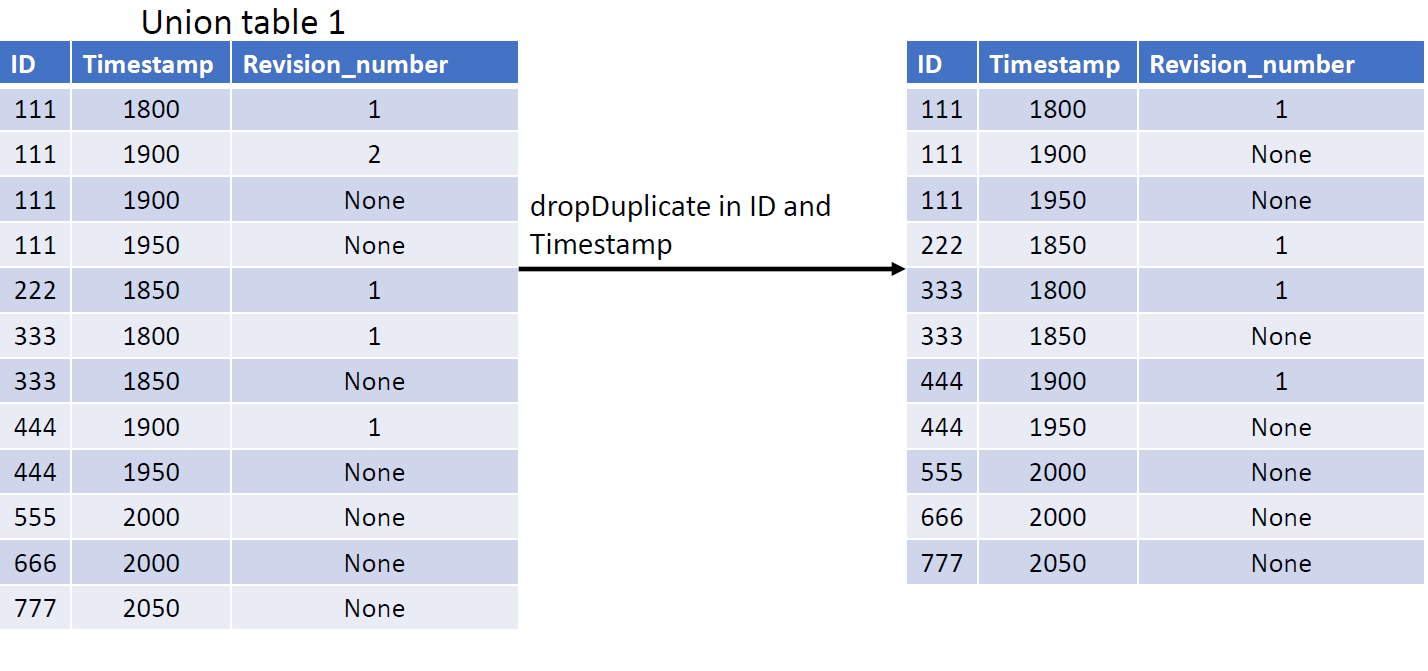 Union table 1
ID Timestamp Revision_number
111 1800 1
111 1900 2
111 1900 None
111 1950 None
222 1850 1
333 1800 1
333 1850 None
444 1900 1
444 1950 None
555 2000 None
666 2000 None
777 2050 None
dropDuplicate in ID and
Timestamp
ID Timestamp Revision_number
111 1800 1
111 1900 None
111 1950 None
222 1850 1
333 1800 1
333 1850 None
444 1900 1
444 1950 None
555 2000 None
666 2000 None
777 2050 None